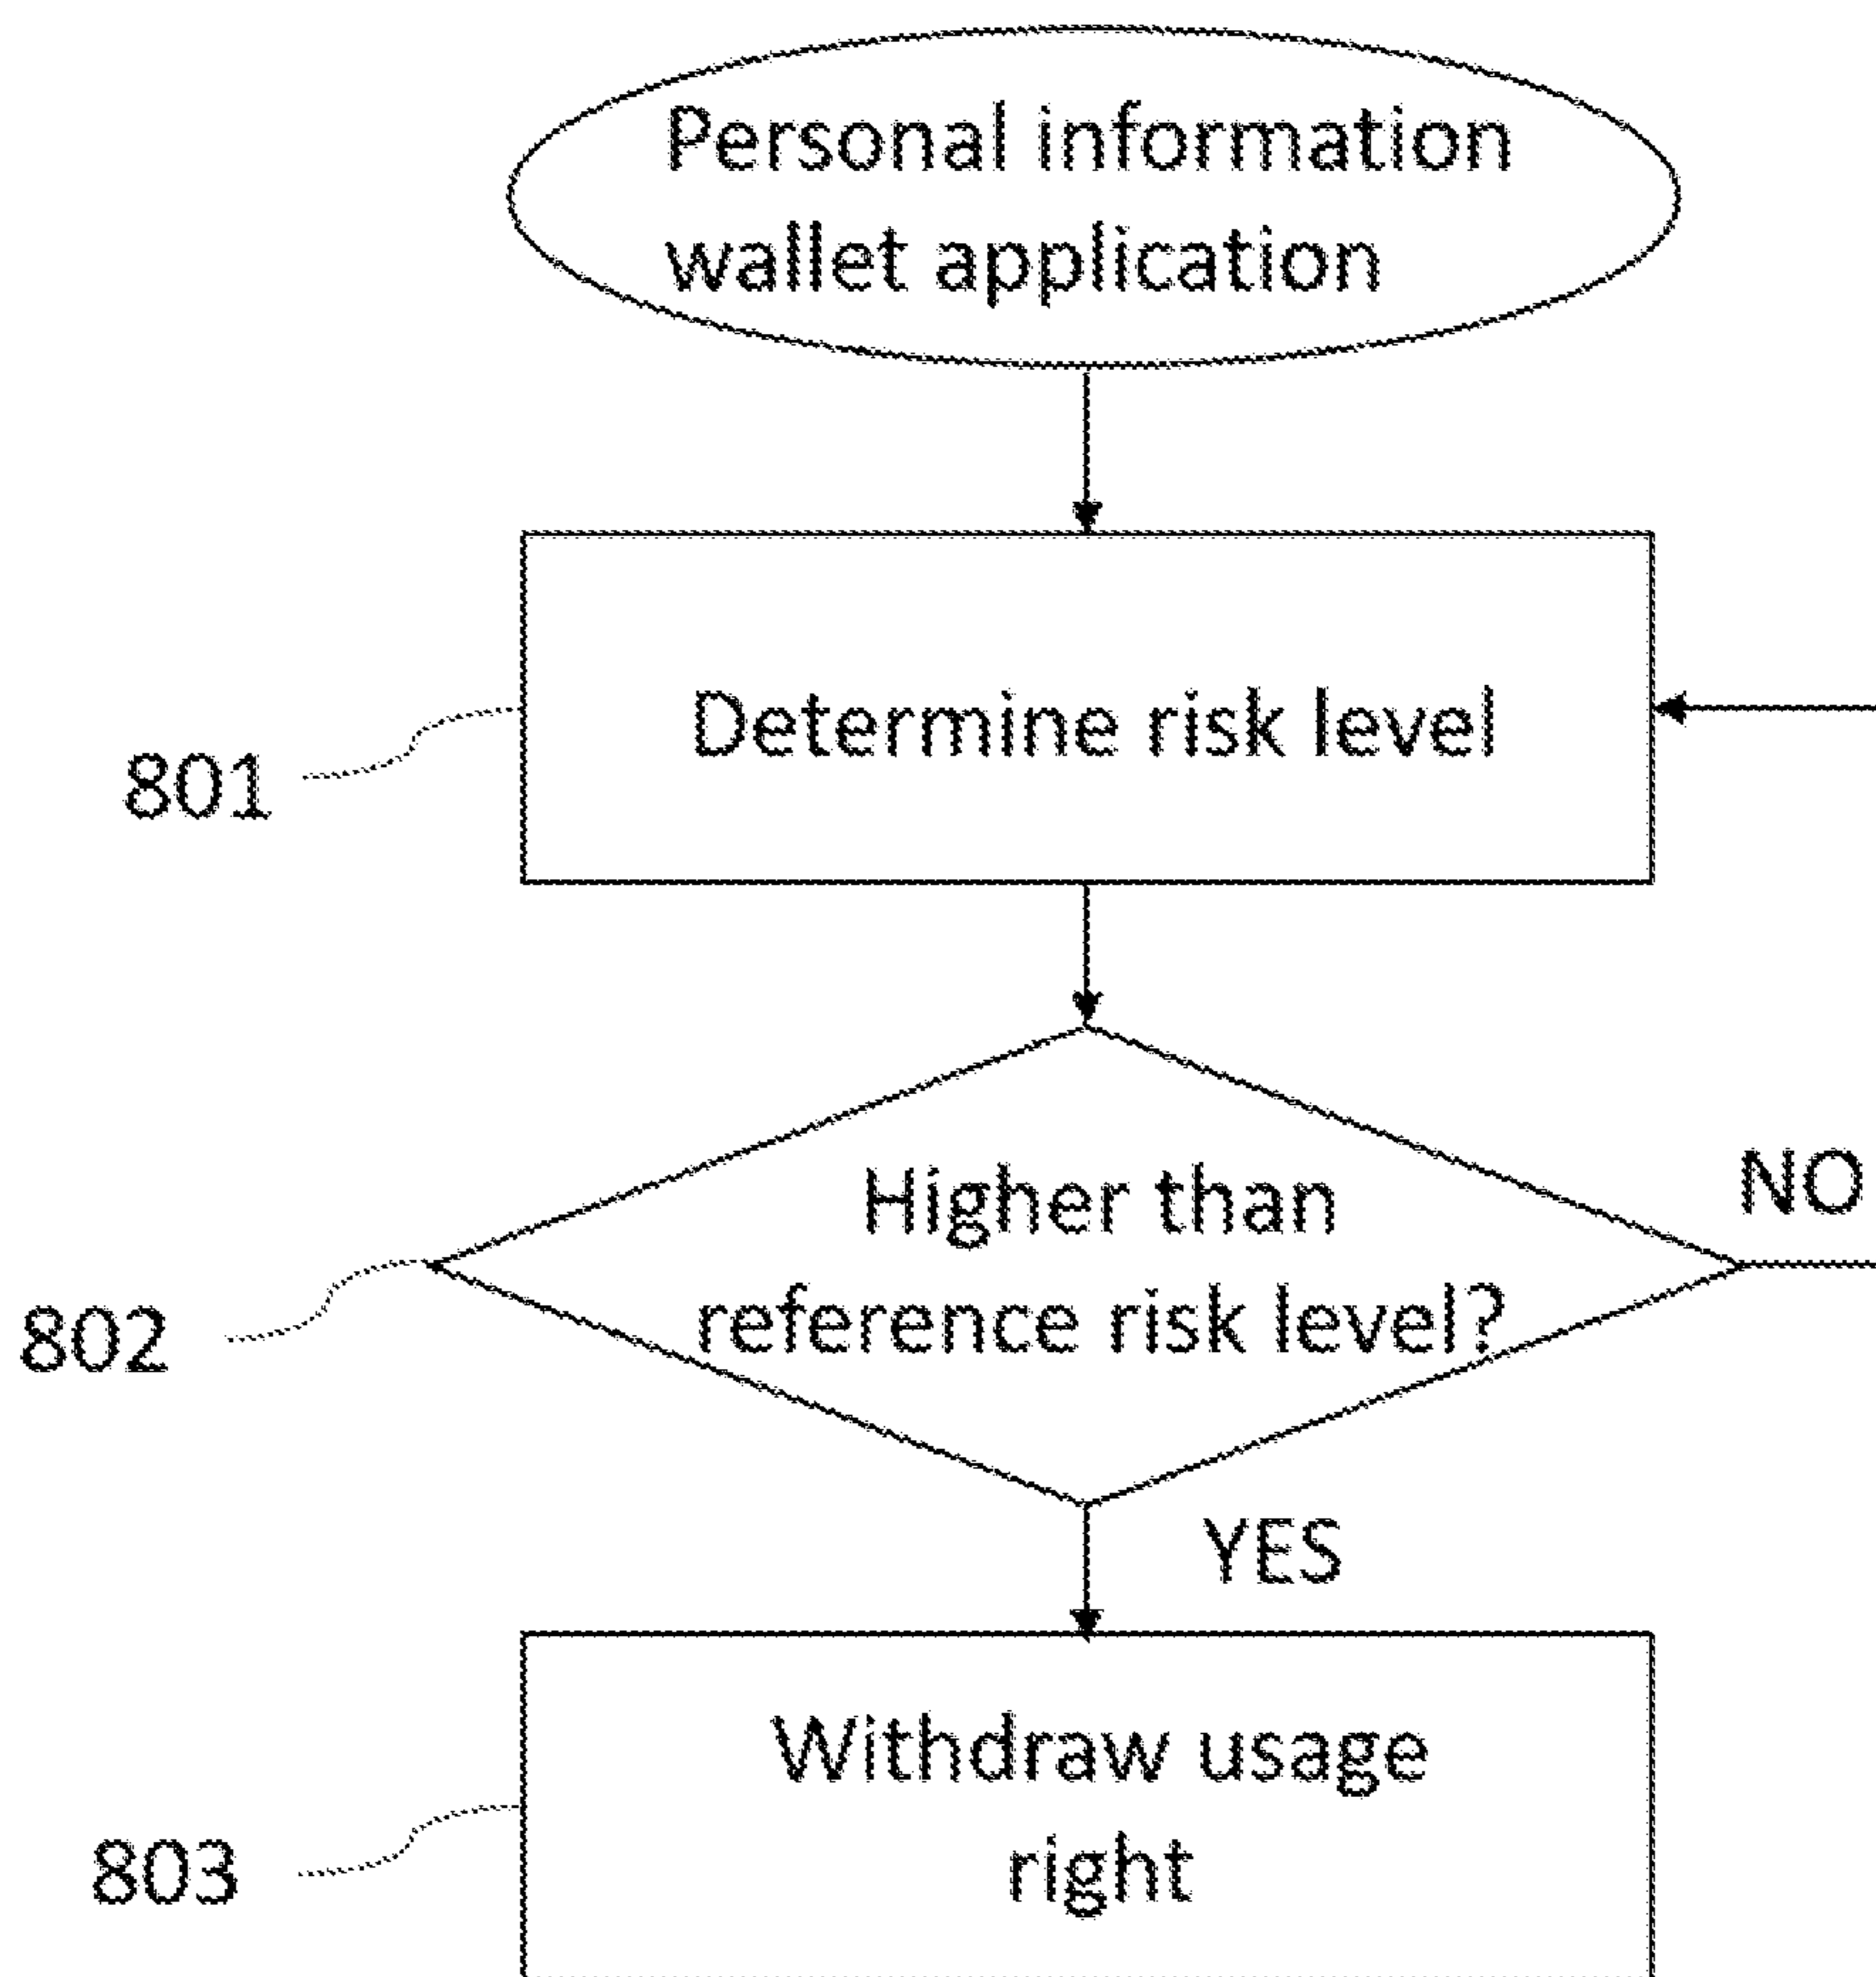 Personal information
wallet application
Determine risk level
801
Higher than
reference risk level?
NO
802
YES
Withdraw usage
right
803